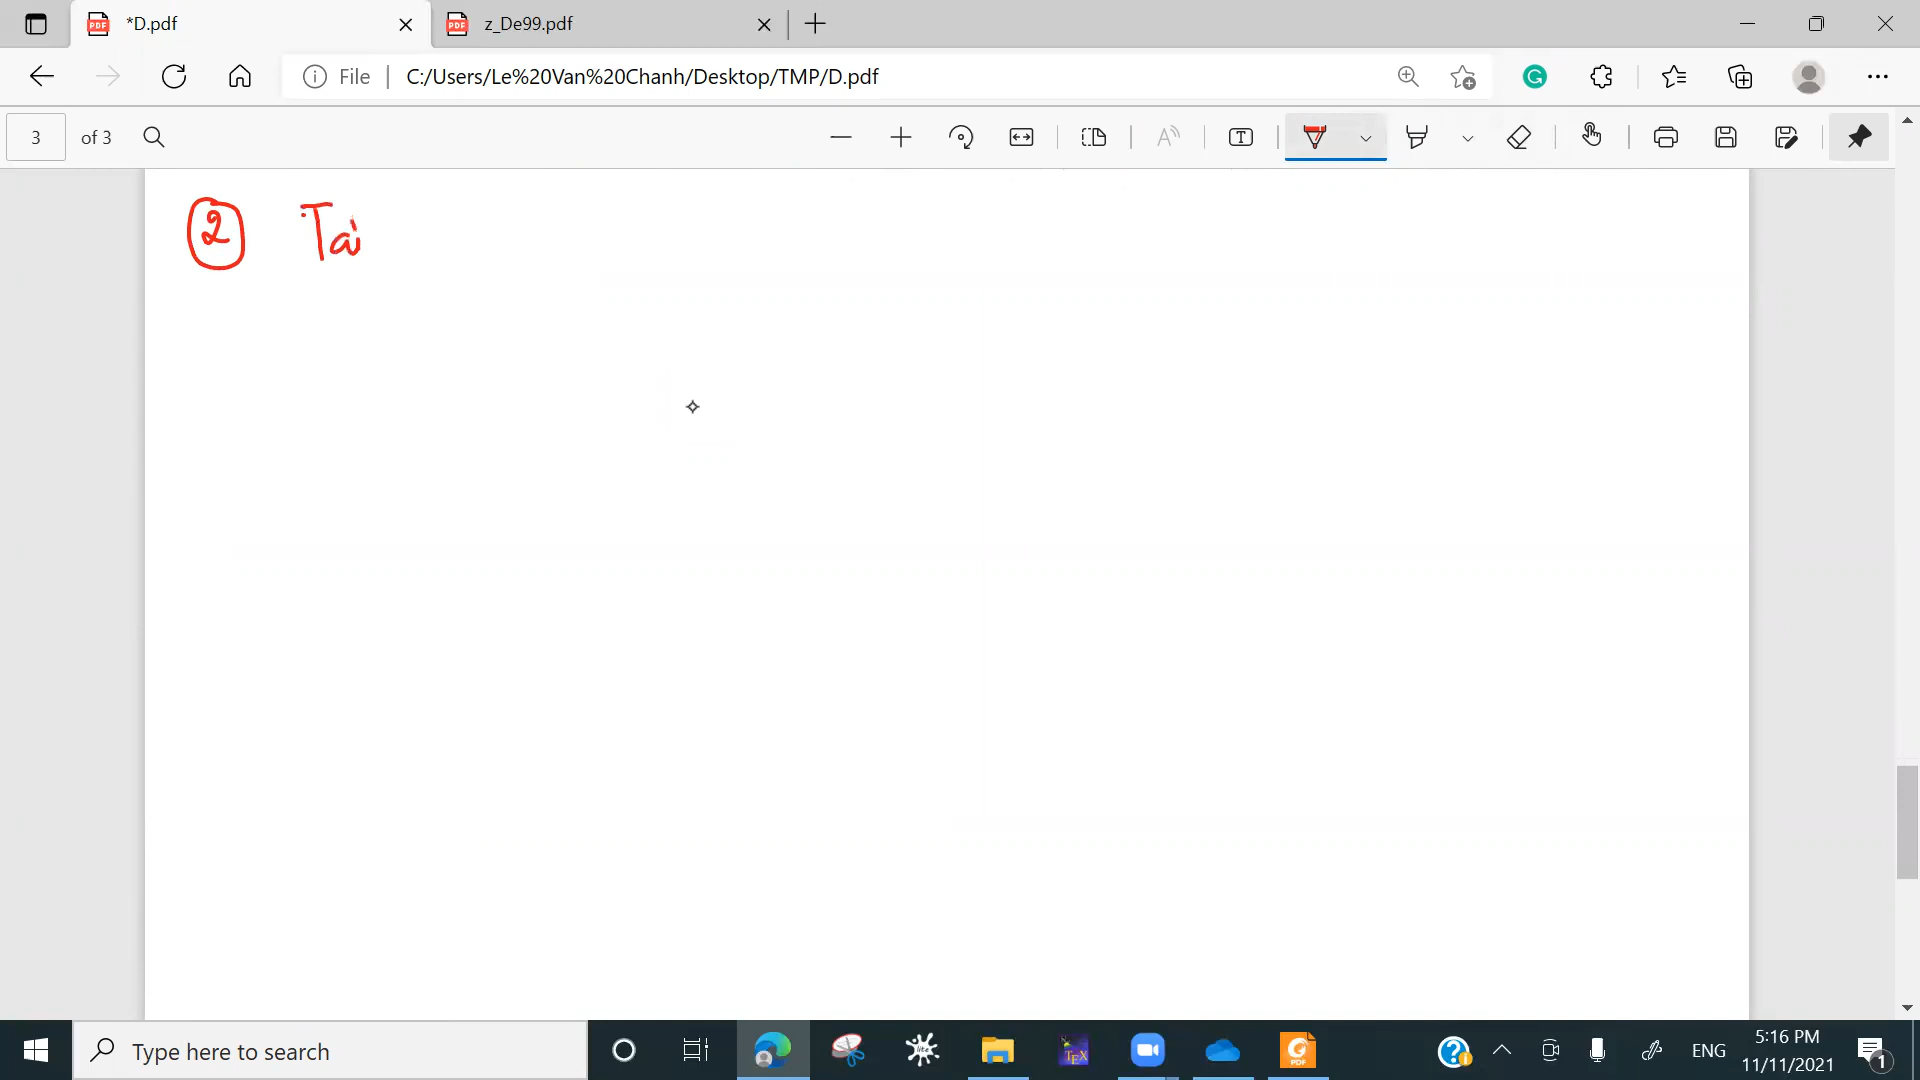 *D.pdf
z_De99.pdf
File
C:/Users/Le%20Van%20Chanh/Desktop/TMP/D.pdf
3 of 3
2 Tài
Type here to search
ENG
5:16 PM
11/11/2021
1